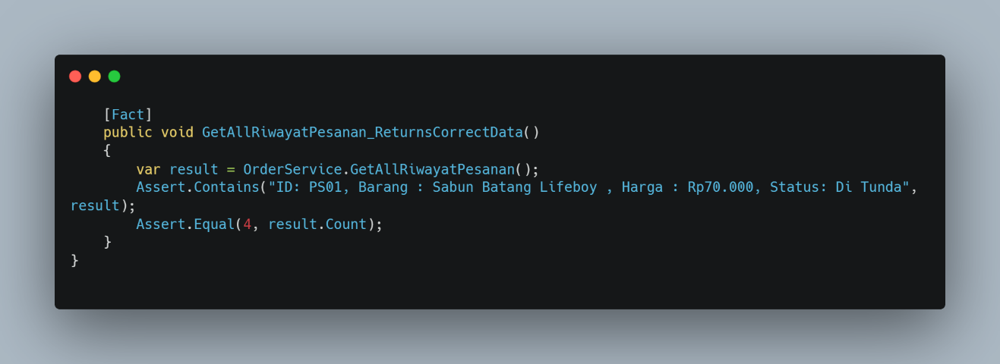 [Fact]
    public void GetAllRiwayatPesanan_ReturnsCorrectData()
    {
        var result = OrderService.GetAllRiwayatPesanan();
        Assert.Contains("ID: PS01, Barang : Sabun Batang Lifeboy , Harga : Rp70.000, Status: Di Tunda",
result);
        Assert.Equal(4, result.Count);
    }
}